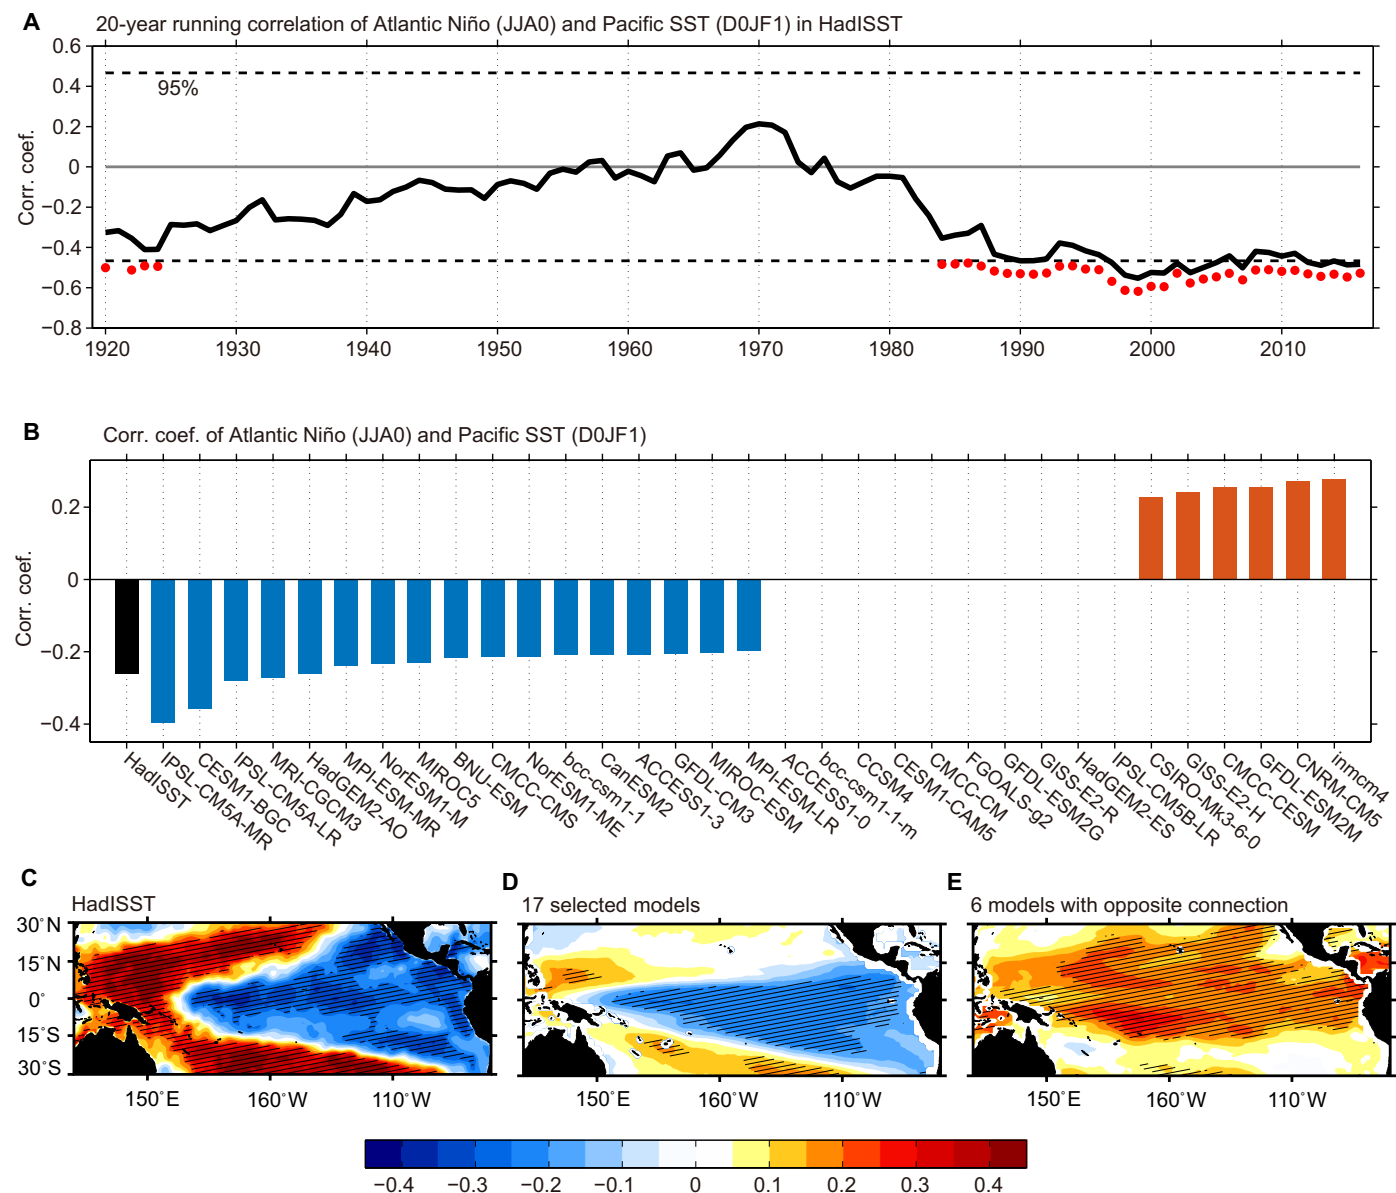 A
20-year running correlation of Atlantic Niño (JJA0) and Pacific SST (D0JF1) in HadISST
0.6
0.4
0.2
0
−0.2
−0.4
−0.6
−0.8
Corr. coef.
95%
1920 1930 1940 1950 1960 1970 1980 1990 2000 2010
B
Corr. coef. of Atlantic Niño (JJA0) and Pacific SST (D0JF1)
0.2
0
−0.2
−0.4
Corr. coef.
HadISST
IPSL-CM5A-MR
CESM1-BGC
IPSL-CM5A-LR
MRI-CGCM3
HadGEM2-AO
MPI-ESM-MR
NorESM1-M
MIROC5
BNU-ESM
CMCC-CMS
NorESM1-ME
bcc-csm1-1
CanESM2
ACCESS1-3
GFDL-CM3
MIROC-ESM
MPI-ESM-LR
ACCESS1-0
bcc-csm1-1-m
CCSM4
CESM1-CAM5
CMCC-CM
FGOALS-g2
GFDL-ESM2G
GISS-E2-R
HadGEM2-ES
IPSL-CM5B-LR
CSIRO-Mk3-6-0
GISS-E2-H
CMCC-CESM
GFDL-ESM2M
CNRM-CM5
inmcm4
C
HadISST
30°N
15°N
0°
15°S
30°S
150°E 160°W 110°W
D
17 selected models
150°E 160°W 110°W
E
6 models with opposite connection
150°E 160°W 110°W
−0.4 −0.3 −0.2 −0.1 0 0.1 0.2 0.3 0.4